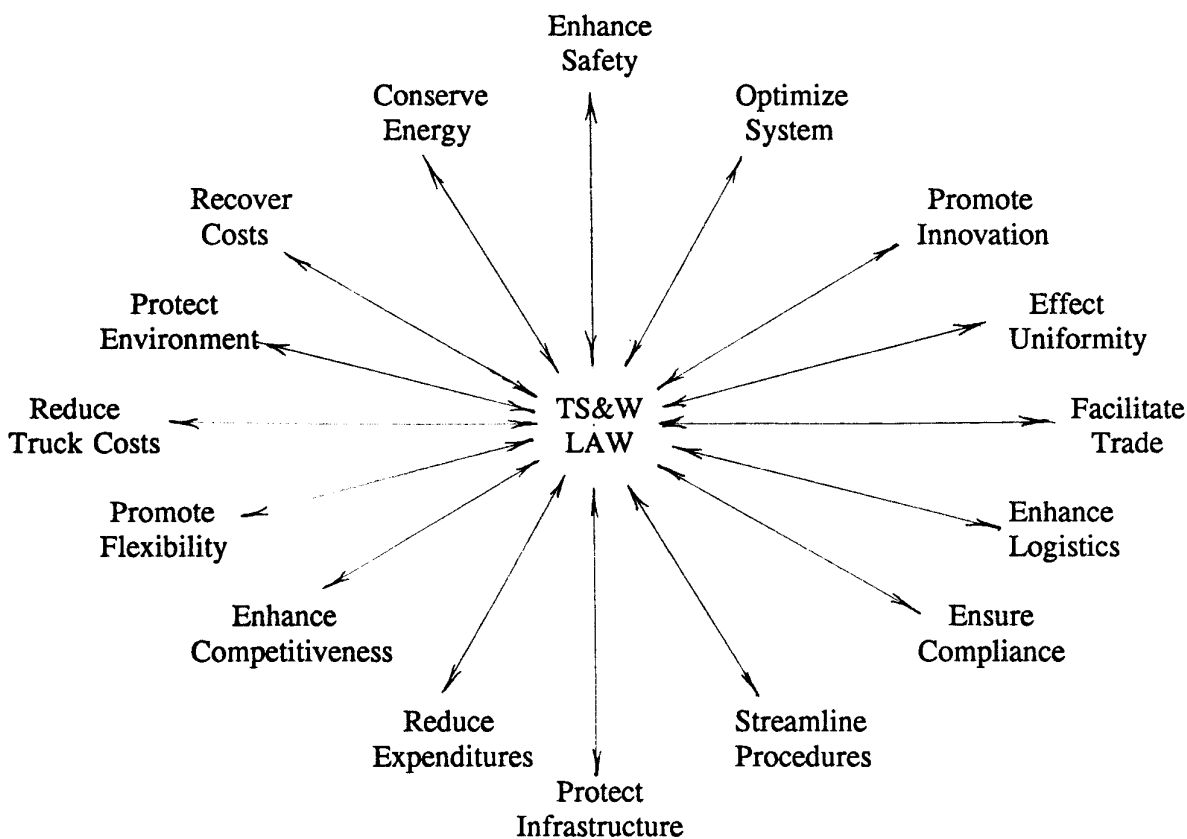 Enhance
Safety
Conserve
Energy
Optimize
System
Recover
Costs
Promote
Innovation
Protect
Environment
Effect
Uniformity
TS&W
LAW
Reduce
Truck Costs
Facilitate
Trade
Promote
Flexibility
Enhance
Logistics
Enhance
Competitiveness
Ensure
Compliance
Reduce
Expenditures
Streamline
Procedures
Protect
Infrastructure